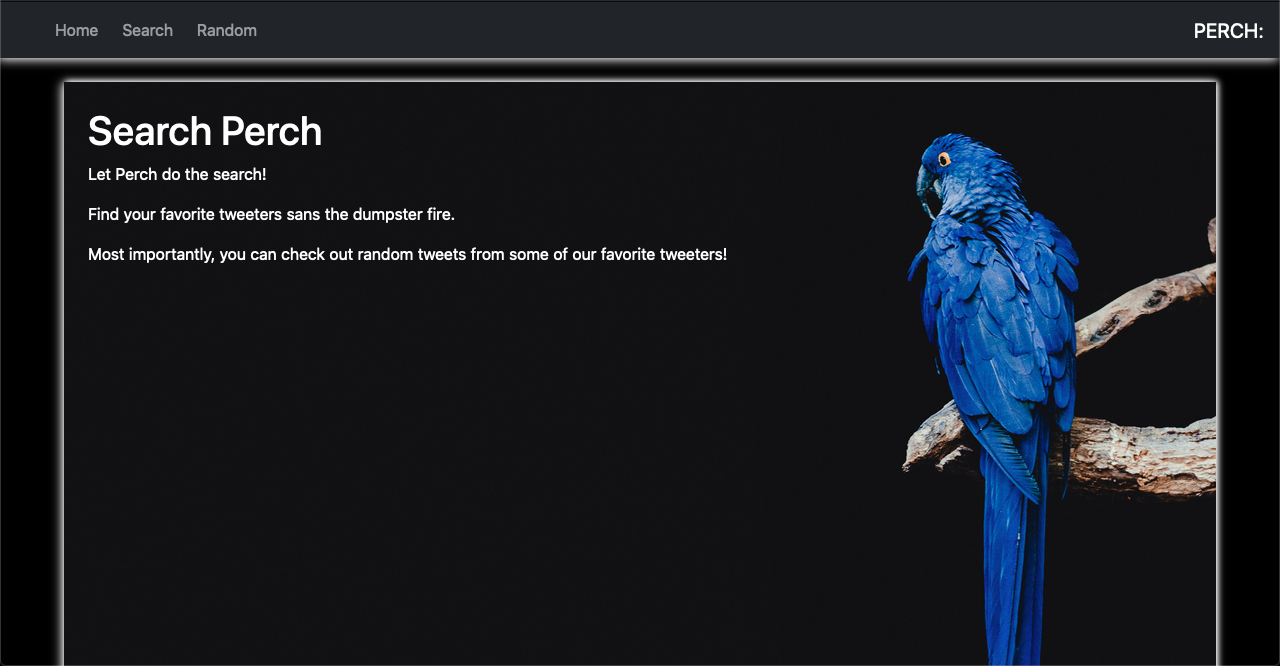 Home Search Random PERCH:
Search Perch
Let Perch do the search!
Find your favorite tweeters sans the dumpster fire.
Most importantly, you can check out random tweets from some of our favorite tweeters!